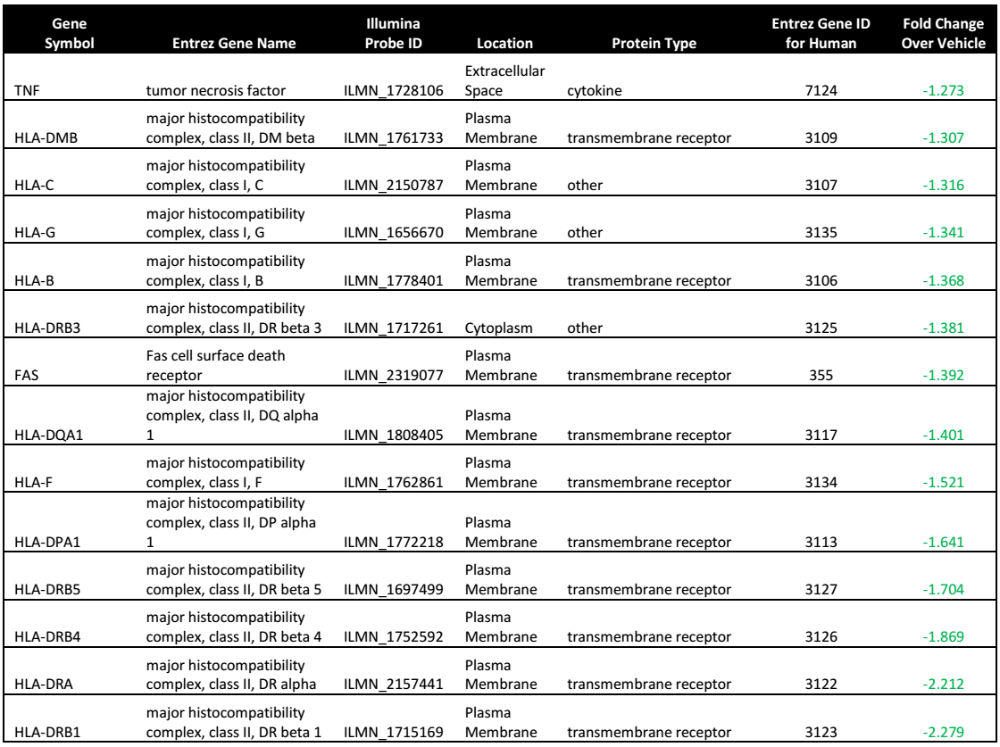 Gene Symbol | Entrez Gene Name | Illumina Probe ID | Location | Protein Type | Entrez Gene ID for Human | Fold Change Over Vehicle
TNF | tumor necrosis factor | ILMN_1728106 | Extracellular Space | cytokine | 7124 | -1.273
HLA-DMB | major histocompatibility complex, class II, DM beta | ILMN_1761733 | Plasma Membrane | transmembrane receptor | 3109 | -1.307
HLA-C | major histocompatibility complex, class I, C | ILMN_2150787 | Plasma Membrane | other | 3107 | -1.316
HLA-G | major histocompatibility complex, class I, G | ILMN_1656670 | Plasma Membrane | other | 3135 | -1.341
HLA-B | major histocompatibility complex, class I, B | ILMN_1778401 | Plasma Membrane | transmembrane receptor | 3106 | -1.368
HLA-DRB3 | major histocompatibility complex, class II, DR beta 3 | ILMN_1717261 | Cytoplasm | other | 3125 | -1.381
FAS | Fas cell surface death receptor | ILMN_2319077 | Plasma Membrane | transmembrane receptor | 355 | -1.392
HLA-DQA1 | major histocompatibility complex, class II, DQ alpha 1 | ILMN_1808405 | Plasma Membrane | transmembrane receptor | 3117 | -1.401
HLA-F | major histocompatibility complex, class I, F | ILMN_1762861 | Plasma Membrane | transmembrane receptor | 3134 | -1.521
HLA-DPA1 | major histocompatibility complex, class II, DP alpha 1 | ILMN_1772218 | Plasma Membrane | transmembrane receptor | 3113 | -1.641
HLA-DRB5 | major histocompatibility complex, class II, DR beta 5 | ILMN_1697499 | Plasma Membrane | transmembrane receptor | 3127 | -1.704
HLA-DRB4 | major histocompatibility complex, class II, DR beta 4 | ILMN_1752592 | Plasma Membrane | transmembrane receptor | 3126 | -1.869
HLA-DRA | major histocompatibility complex, class II, DR alpha | ILMN_2157441 | Plasma Membrane | transmembrane receptor | 3122 | -2.212
HLA-DRB1 | major histocompatibility complex, class II, DR beta 1 | ILMN_1715169 | Plasma Membrane | transmembrane receptor | 3123 | -2.279